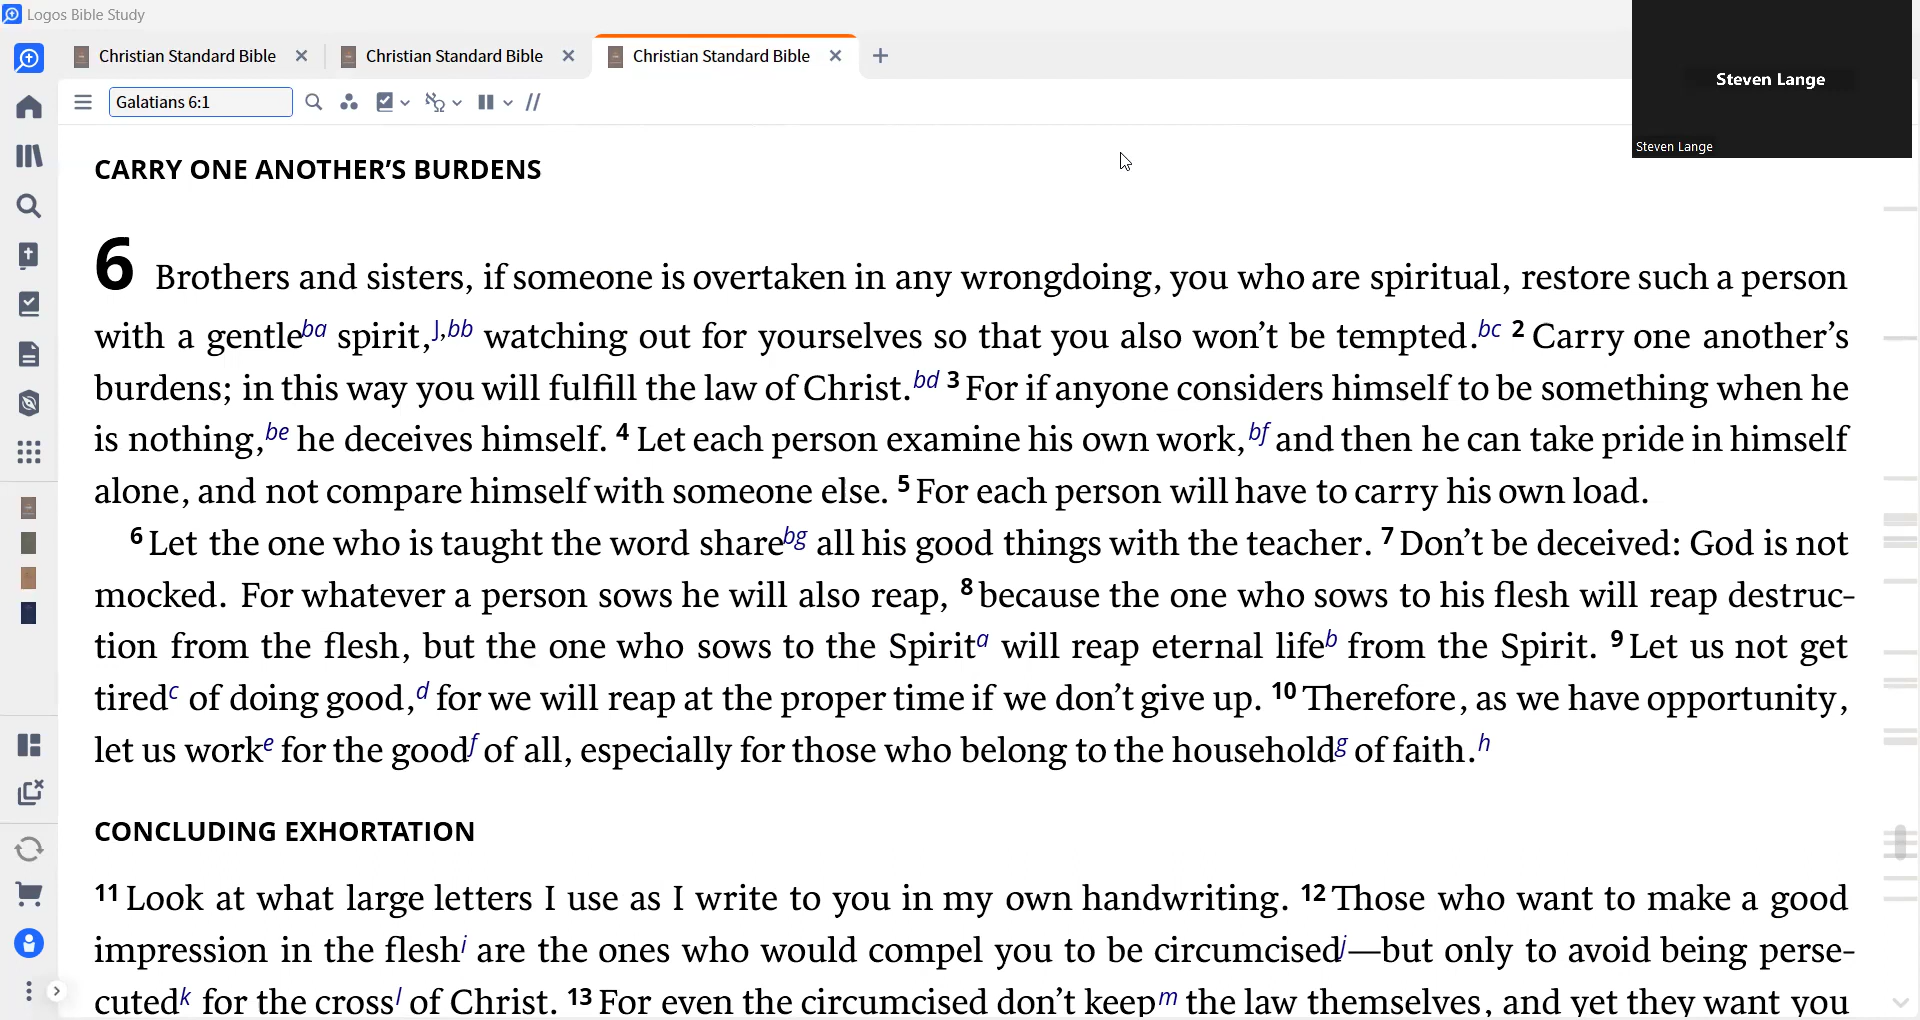 Logos Bible Study
Christian Standard Bible
Christian Standard Bible
Christian Standard Bible
Galatians 6:1
Steven Lange
Steven Lange
CARRY ONE ANOTHER’S BURDENS
6 Brothers and sisters, if someone is overtaken in any wrongdoing, you who are spiritual, restore such a person
with a gentleba spirit,J,bb watching out for yourselves so that you also won’t be tempted.bc 2 Carry one another’s
burdens; in this way you will fulfill the law of Christ.bd 3 For if anyone considers himself to be something when he
is nothing,be he deceives himself. 4 Let each person examine his own work,bf and then he can take pride in himself
alone, and not compare himself with someone else. 5 For each person will have to carry his own load.
6 Let the one who is taught the word sharebg all his good things with the teacher. 7 Don’t be deceived: God is not
mocked. For whatever a person sows he will also reap, 8 because the one who sows to his flesh will reap destruc-
tion from the flesh, but the one who sows to the Spirita will reap eternal lifeb from the Spirit. 9 Let us not get
tiredc of doing good,d for we will reap at the proper time if we don’t give up. 10 Therefore, as we have opportunity,
let us worke for the goodf of all, especially for those who belong to the householdg of faith.h
CONCLUDING EXHORTATION
11 Look at what large letters I use as I write to you in my own handwriting. 12 Those who want to make a good
impression in the fleshi are the ones who would compel you to be circumcisedj—but only to avoid being perse-
cutedk for the crossl of Christ. 13 For even the circumcised don’t keepm the law themselves, and yet they want you